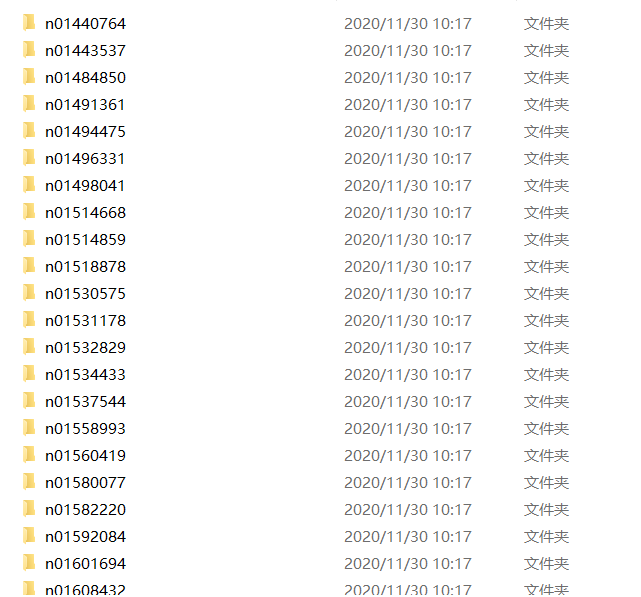 n01440764 2020/11/30 10:17 文件夹
n01443537 2020/11/30 10:17 文件夹
n01484850 2020/11/30 10:17 文件夹
n01491361 2020/11/30 10:17 文件夹
n01494475 2020/11/30 10:17 文件夹
n01496331 2020/11/30 10:17 文件夹
n01498041 2020/11/30 10:17 文件夹
n01514668 2020/11/30 10:17 文件夹
n01514859 2020/11/30 10:17 文件夹
n01518878 2020/11/30 10:17 文件夹
n01530575 2020/11/30 10:17 文件夹
n01531178 2020/11/30 10:17 文件夹
n01532829 2020/11/30 10:17 文件夹
n01534433 2020/11/30 10:17 文件夹
n01537544 2020/11/30 10:17 文件夹
n01558993 2020/11/30 10:17 文件夹
n01560419 2020/11/30 10:17 文件夹
n01580077 2020/11/30 10:17 文件夹
n01582220 2020/11/30 10:17 文件夹
n01592084 2020/11/30 10:17 文件夹
n01601694 2020/11/30 10:17 文件夹
n01608432 2020/11/30 10:17 文件夹